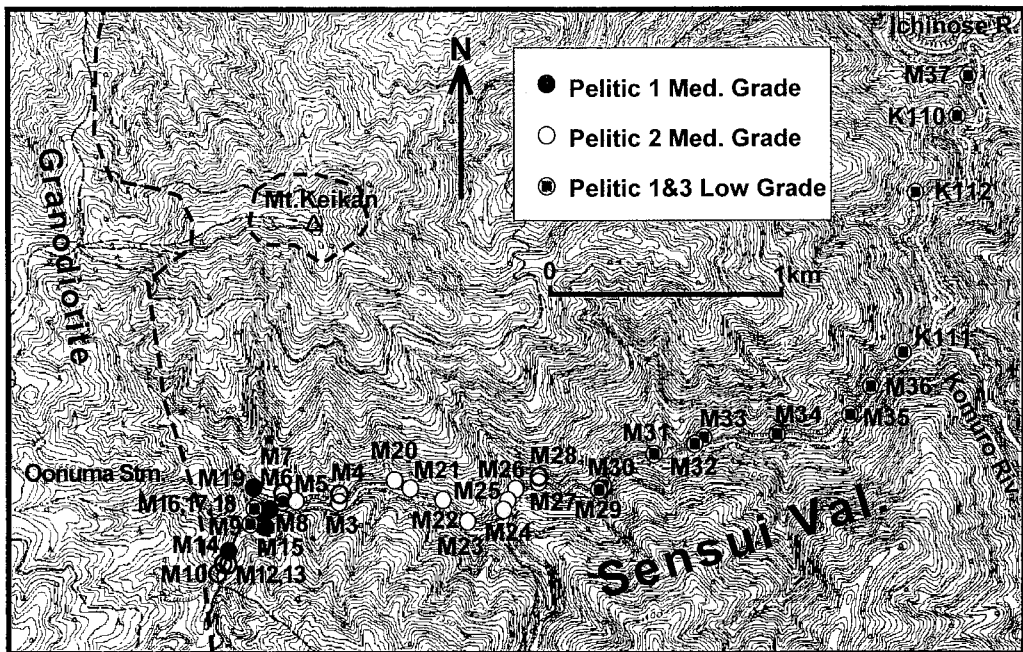 Ichinose R.
N
Pelitic 1 Med. Grade
Pelitic 2 Med. Grade
Pelitic 1&3 Low Grade
M37
K110
K112
Granodiorite
Mt.Keikan
0
1km
K111
M36
Komuro Riv.
M35
M34
M33
M31
M32
M30
M29
M28
M27
M26
M25
M24
M23
M22
M21
M20
M4
M3
M5
M6
M7
Oonuma Stm.
M19
M16,17,18
M9
M8
M14
M15
M10
M12,13
Sensui Val.